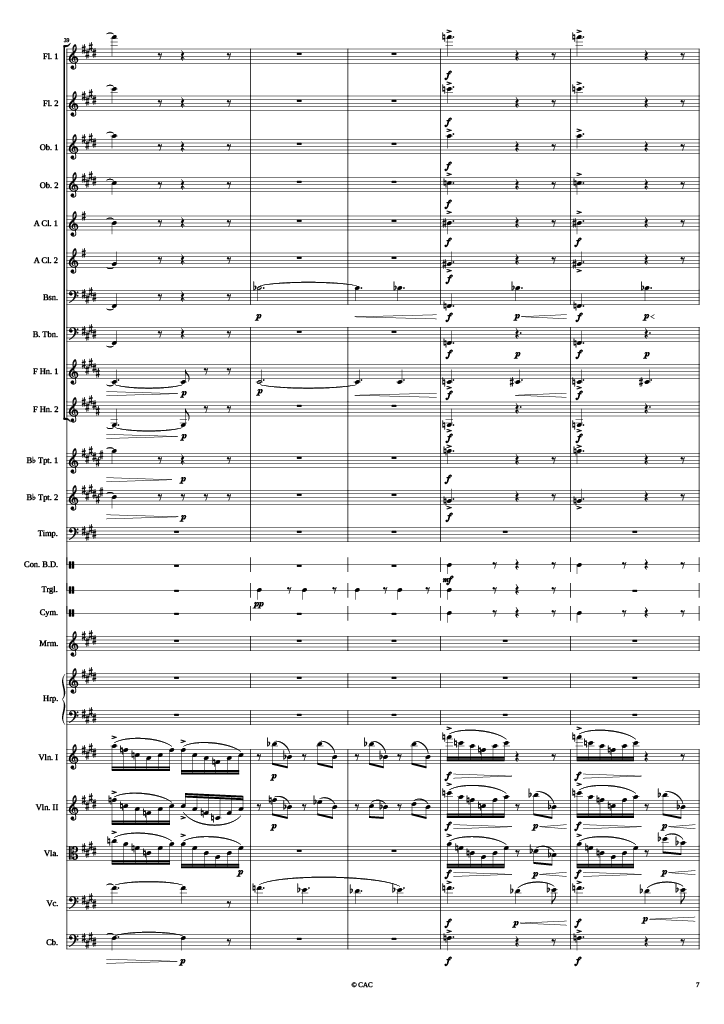 39
Fl. 1
f
f
Fl. 2
f
f
Ob. 1
f
f
Ob. 2
f
f
A Cl. 1
f
f
A Cl. 2
f
f
Bsn.
p
f
p
f
p
B. Tbn.
f
p
f
p
F Hn. 1
p
p
f
f
F Hn. 2
p
f
f
B♭ Tpt. 1
p
f
B♭ Tpt. 2
p
f
Timp.
Con. B.D.
mf
Trgl.
pp
Cym.
Mrm.
Hrp.
Vln. I
p
f
f
Vln. II
f
p
f
p
Vla.
p
f
p
f
p
Vc.
f
p
f
p
Cb.
p
f
f
© CAC
7